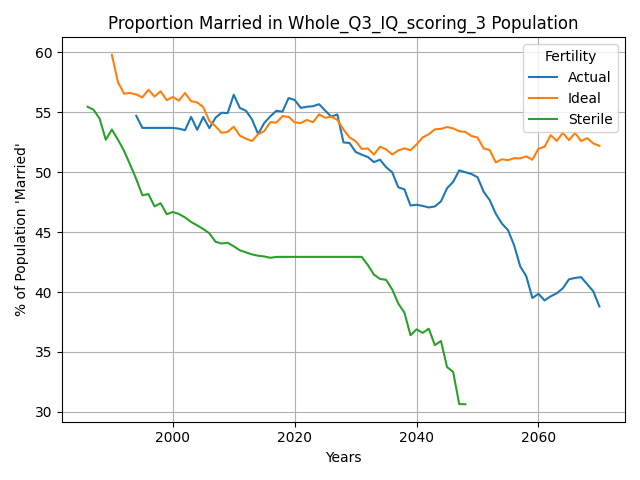 Proportion Married in Whole_Q3_IQ_scoring_3 Population
Fertility
Actual
Ideal
Sterile
% of Population 'Married'
60
55
50
45
40
35
30
2000
2020
2040
2060
Years